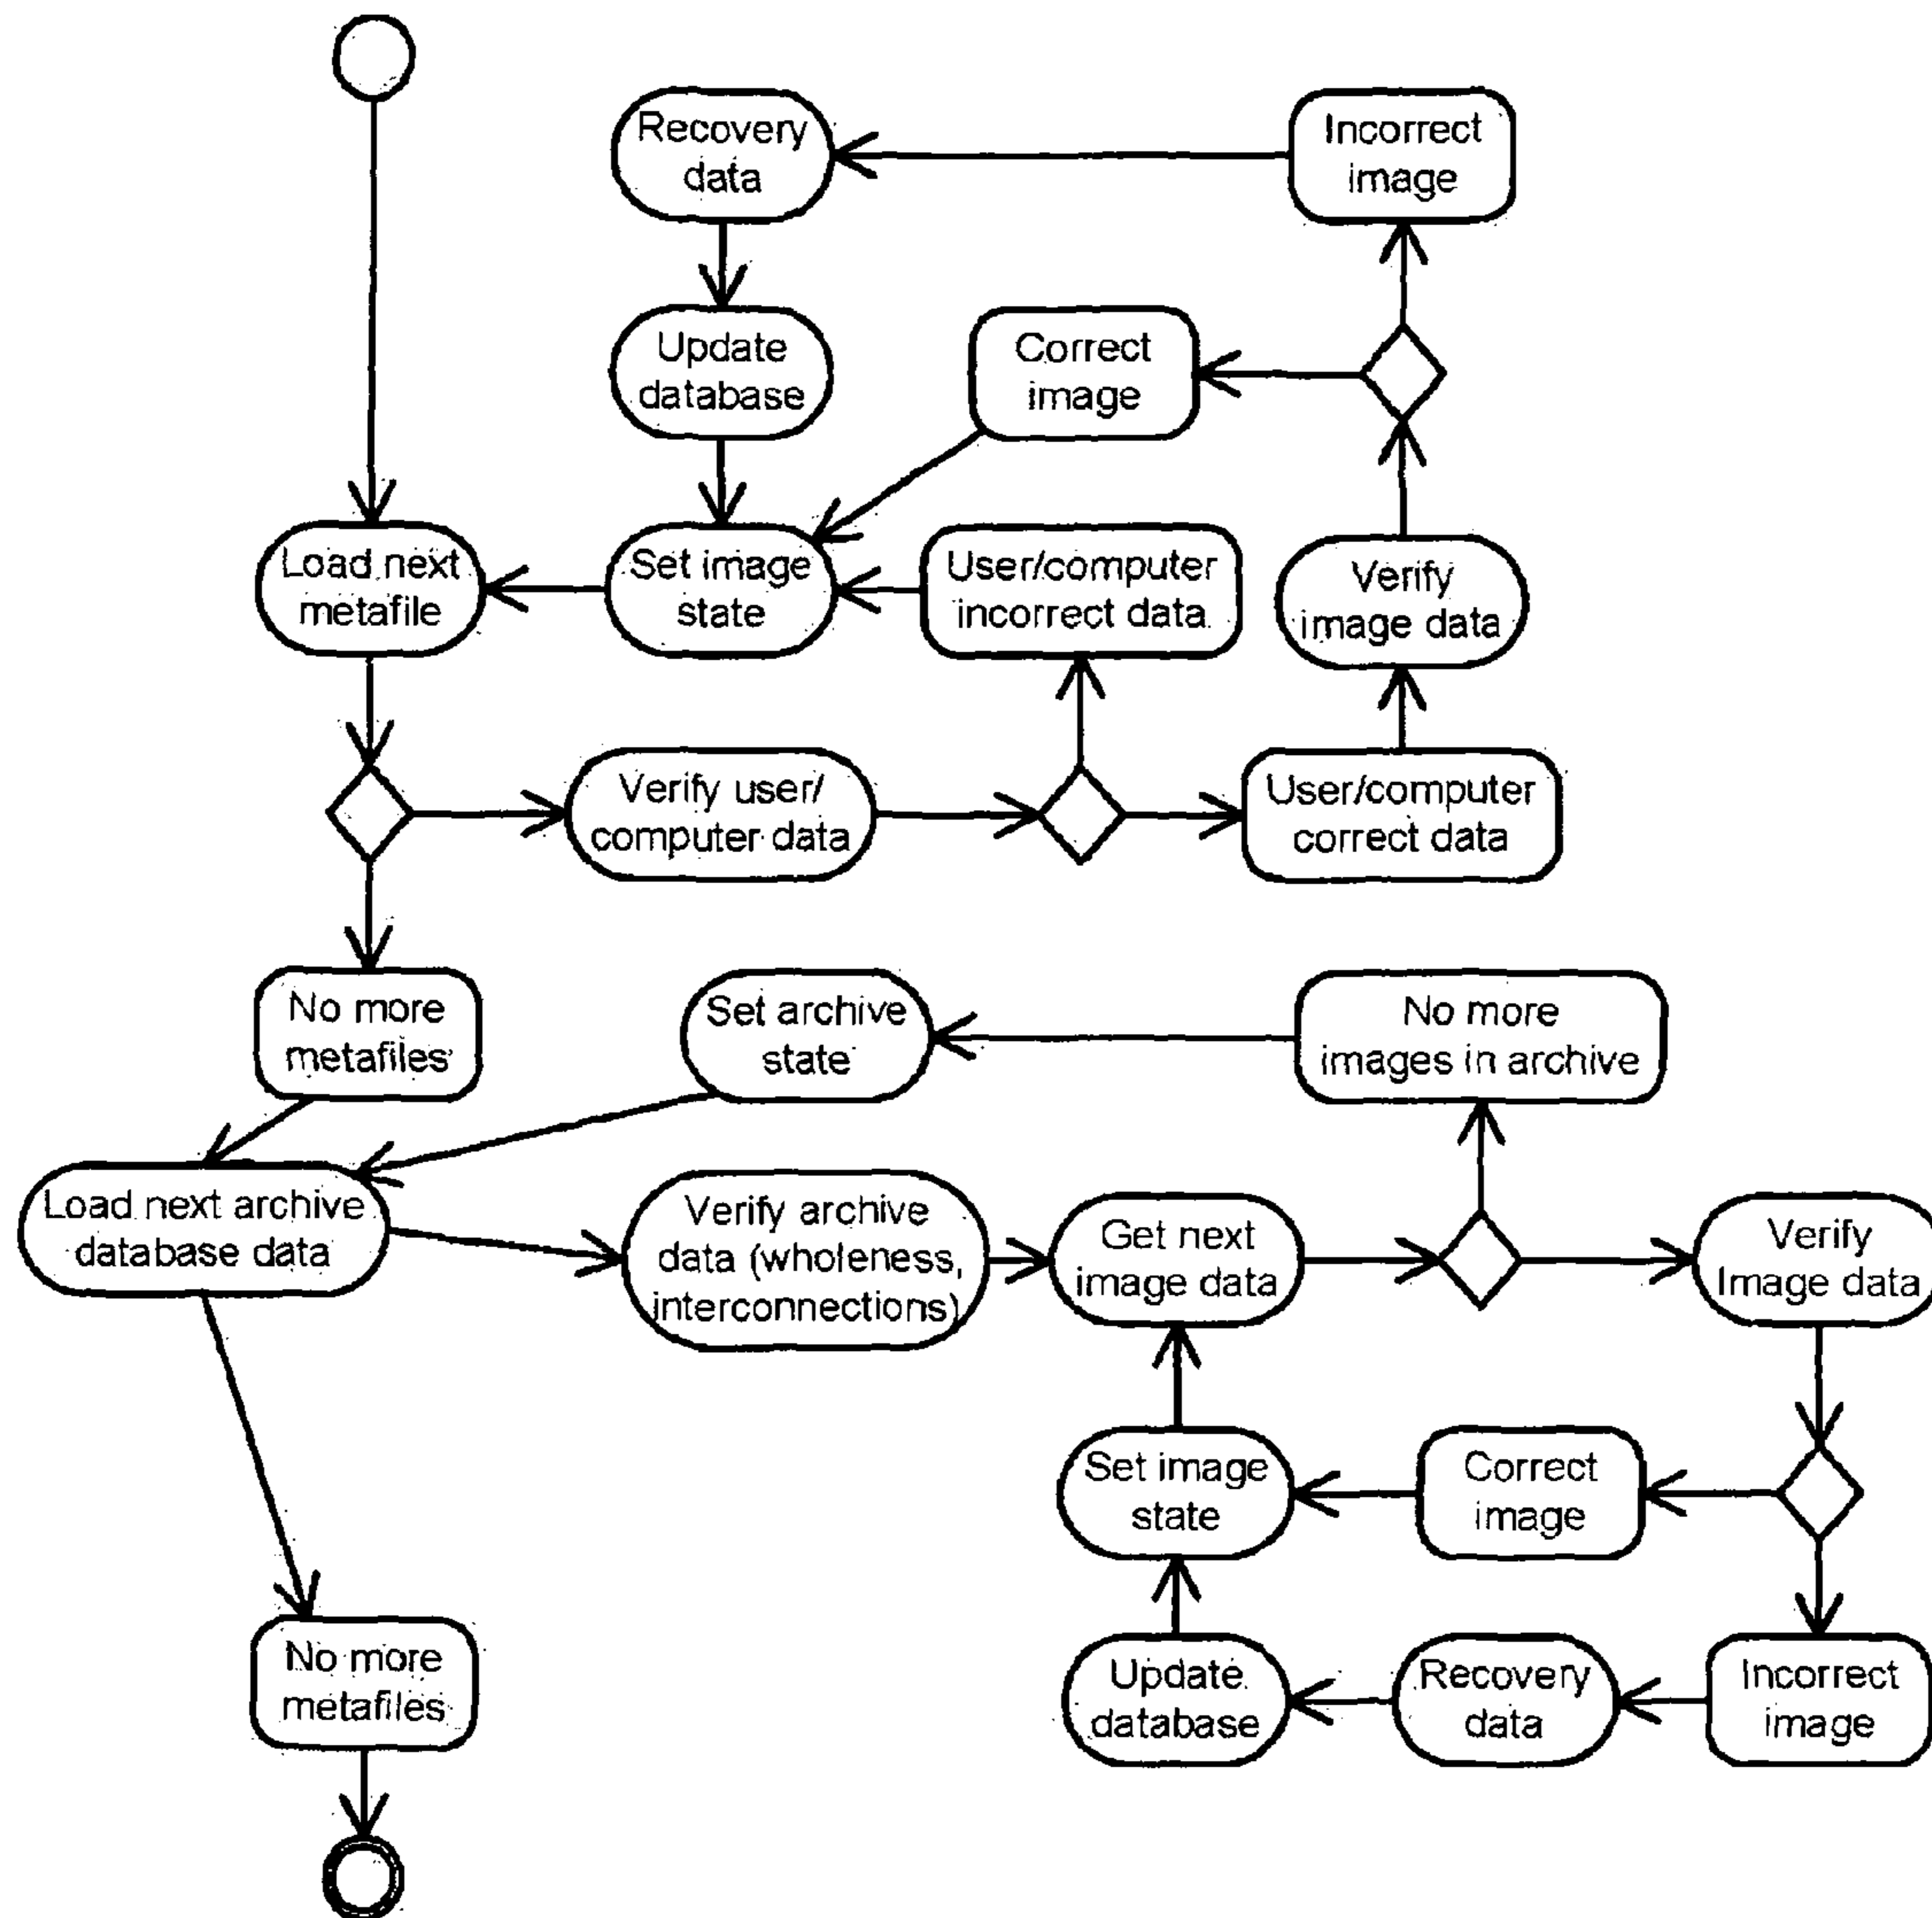 Recovery
data
Incorrect
image
Update
database
Correct
image
Load next
metafile
Set image
state
User/computer
incorrect data
Verify
image data
Verify user/
computer data
User/computer
correct data
No more
metafiles
Set archive
state
No more
images in archive
Load next archive
database data
Verify archive
data (wholeness,
interconnections)
Get next
image data
Verify
Image data
Set image
state
Correct
image
No more
metafiles
Update
database
Recovery
data
Incorrect
image